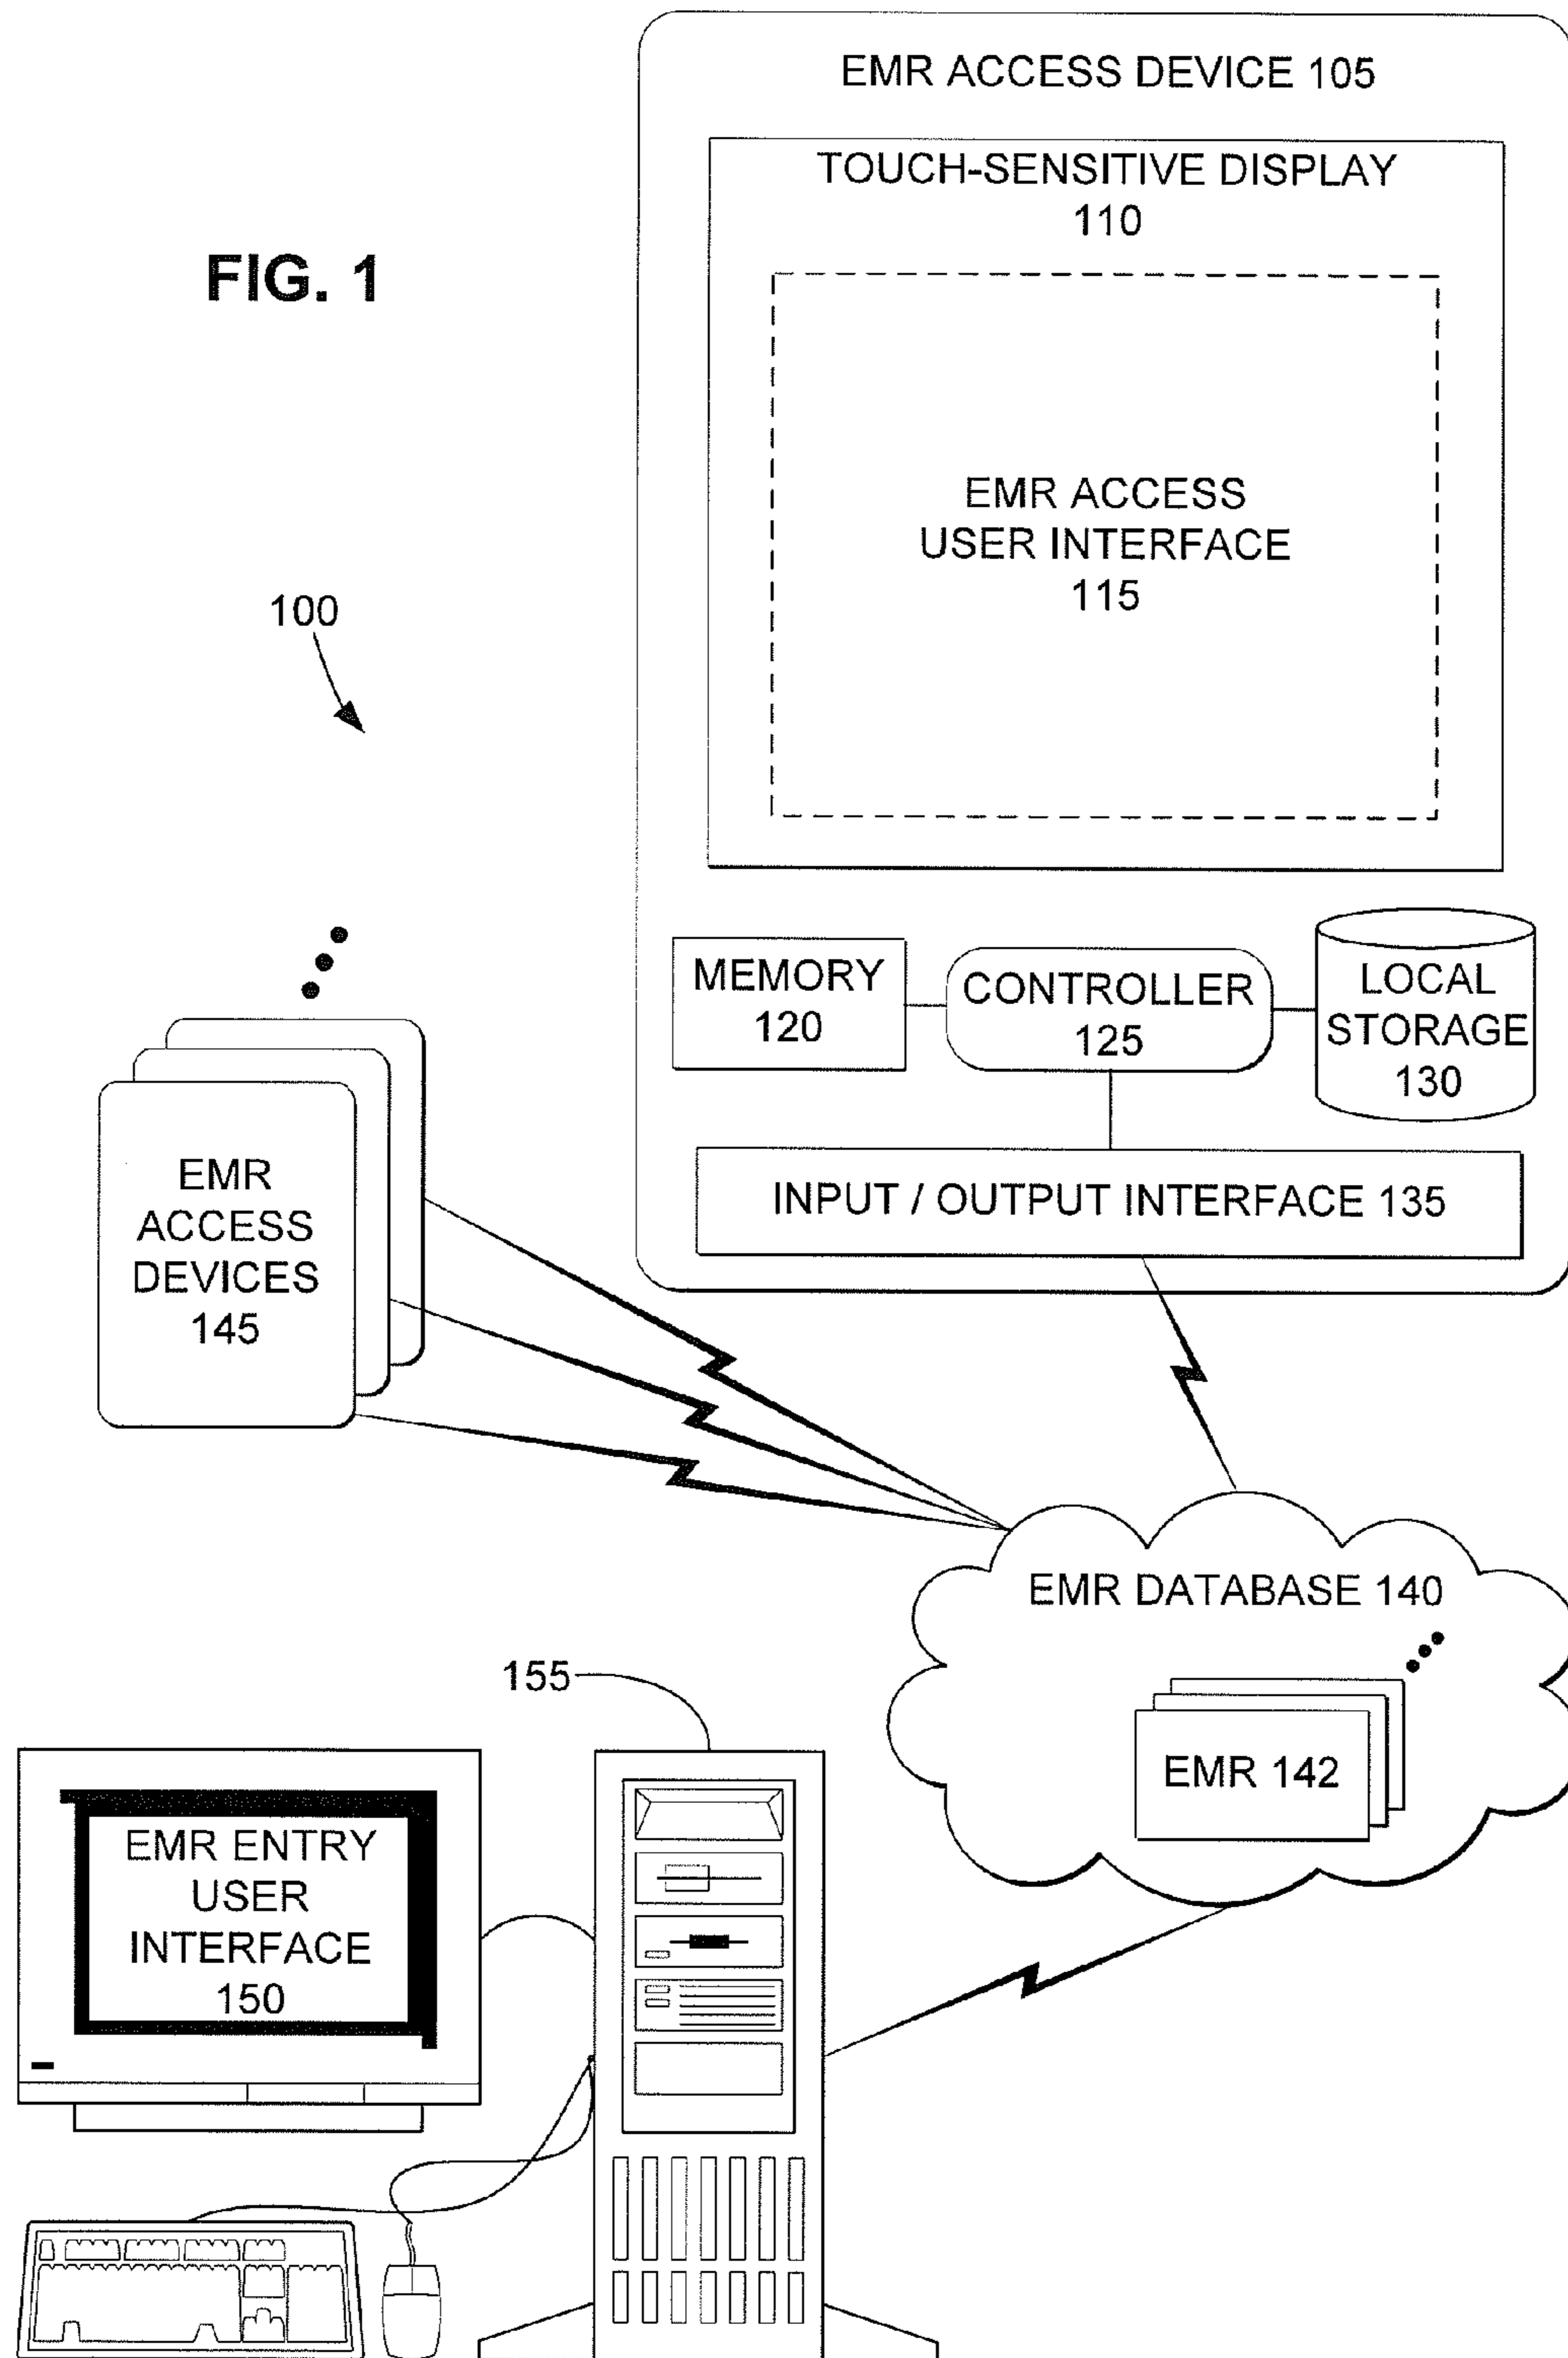 EMR ACCESS DEVICE 105
TOUCH-SENSITIVE DISPLAY
110
FIG. 1
EMR ACCESS
USER INTERFACE
115
100
MEMORY
120
CONTROLLER
125
LOCAL
STORAGE
130
INPUT / OUTPUT INTERFACE 135
EMR
ACCESS
DEVICES
145
EMR DATABASE 140
EMR 142
155
EMR ENTRY
USER
INTERFACE
150